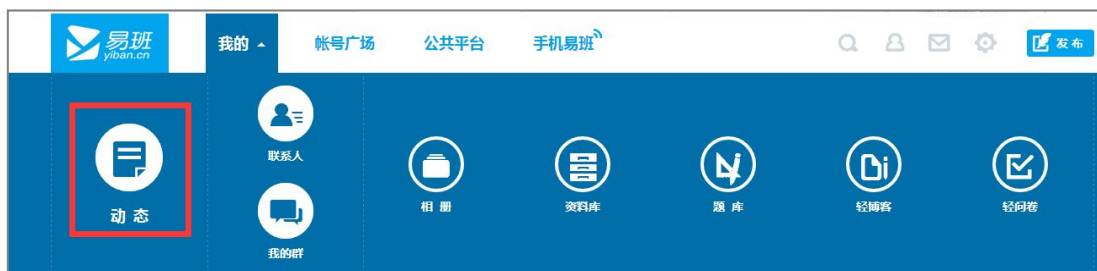 易班
yiban.cn
我的
帐号广场
公共平台
手机易班
发布
动态
联系人
我的群
相册
资料库
题库
轻博客
轻问卷